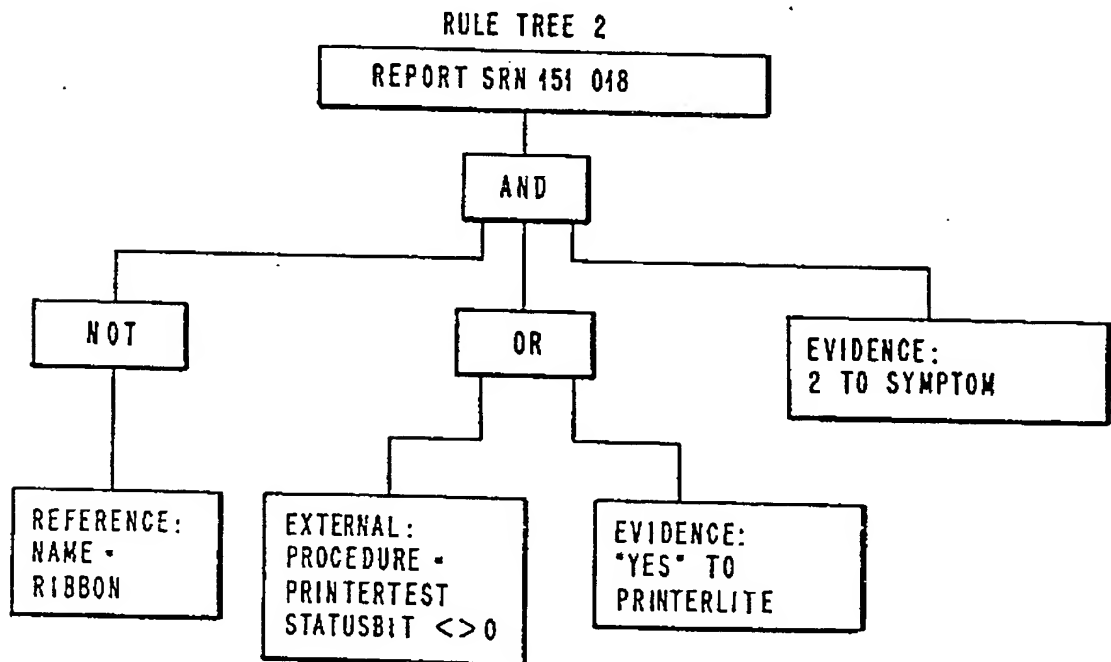 RULE TREE 2
REPORT SRN 151 018
AND
NOT
OR
EVIDENCE:
2 TO SYMPTOM
REFERENCE:
NAME =
RIBBON
EXTERNAL:
PROCEDURE =
PRINTERTEST
STATUSBIT <>0
EVIDENCE:
"YES" TO
PRINTERLITE